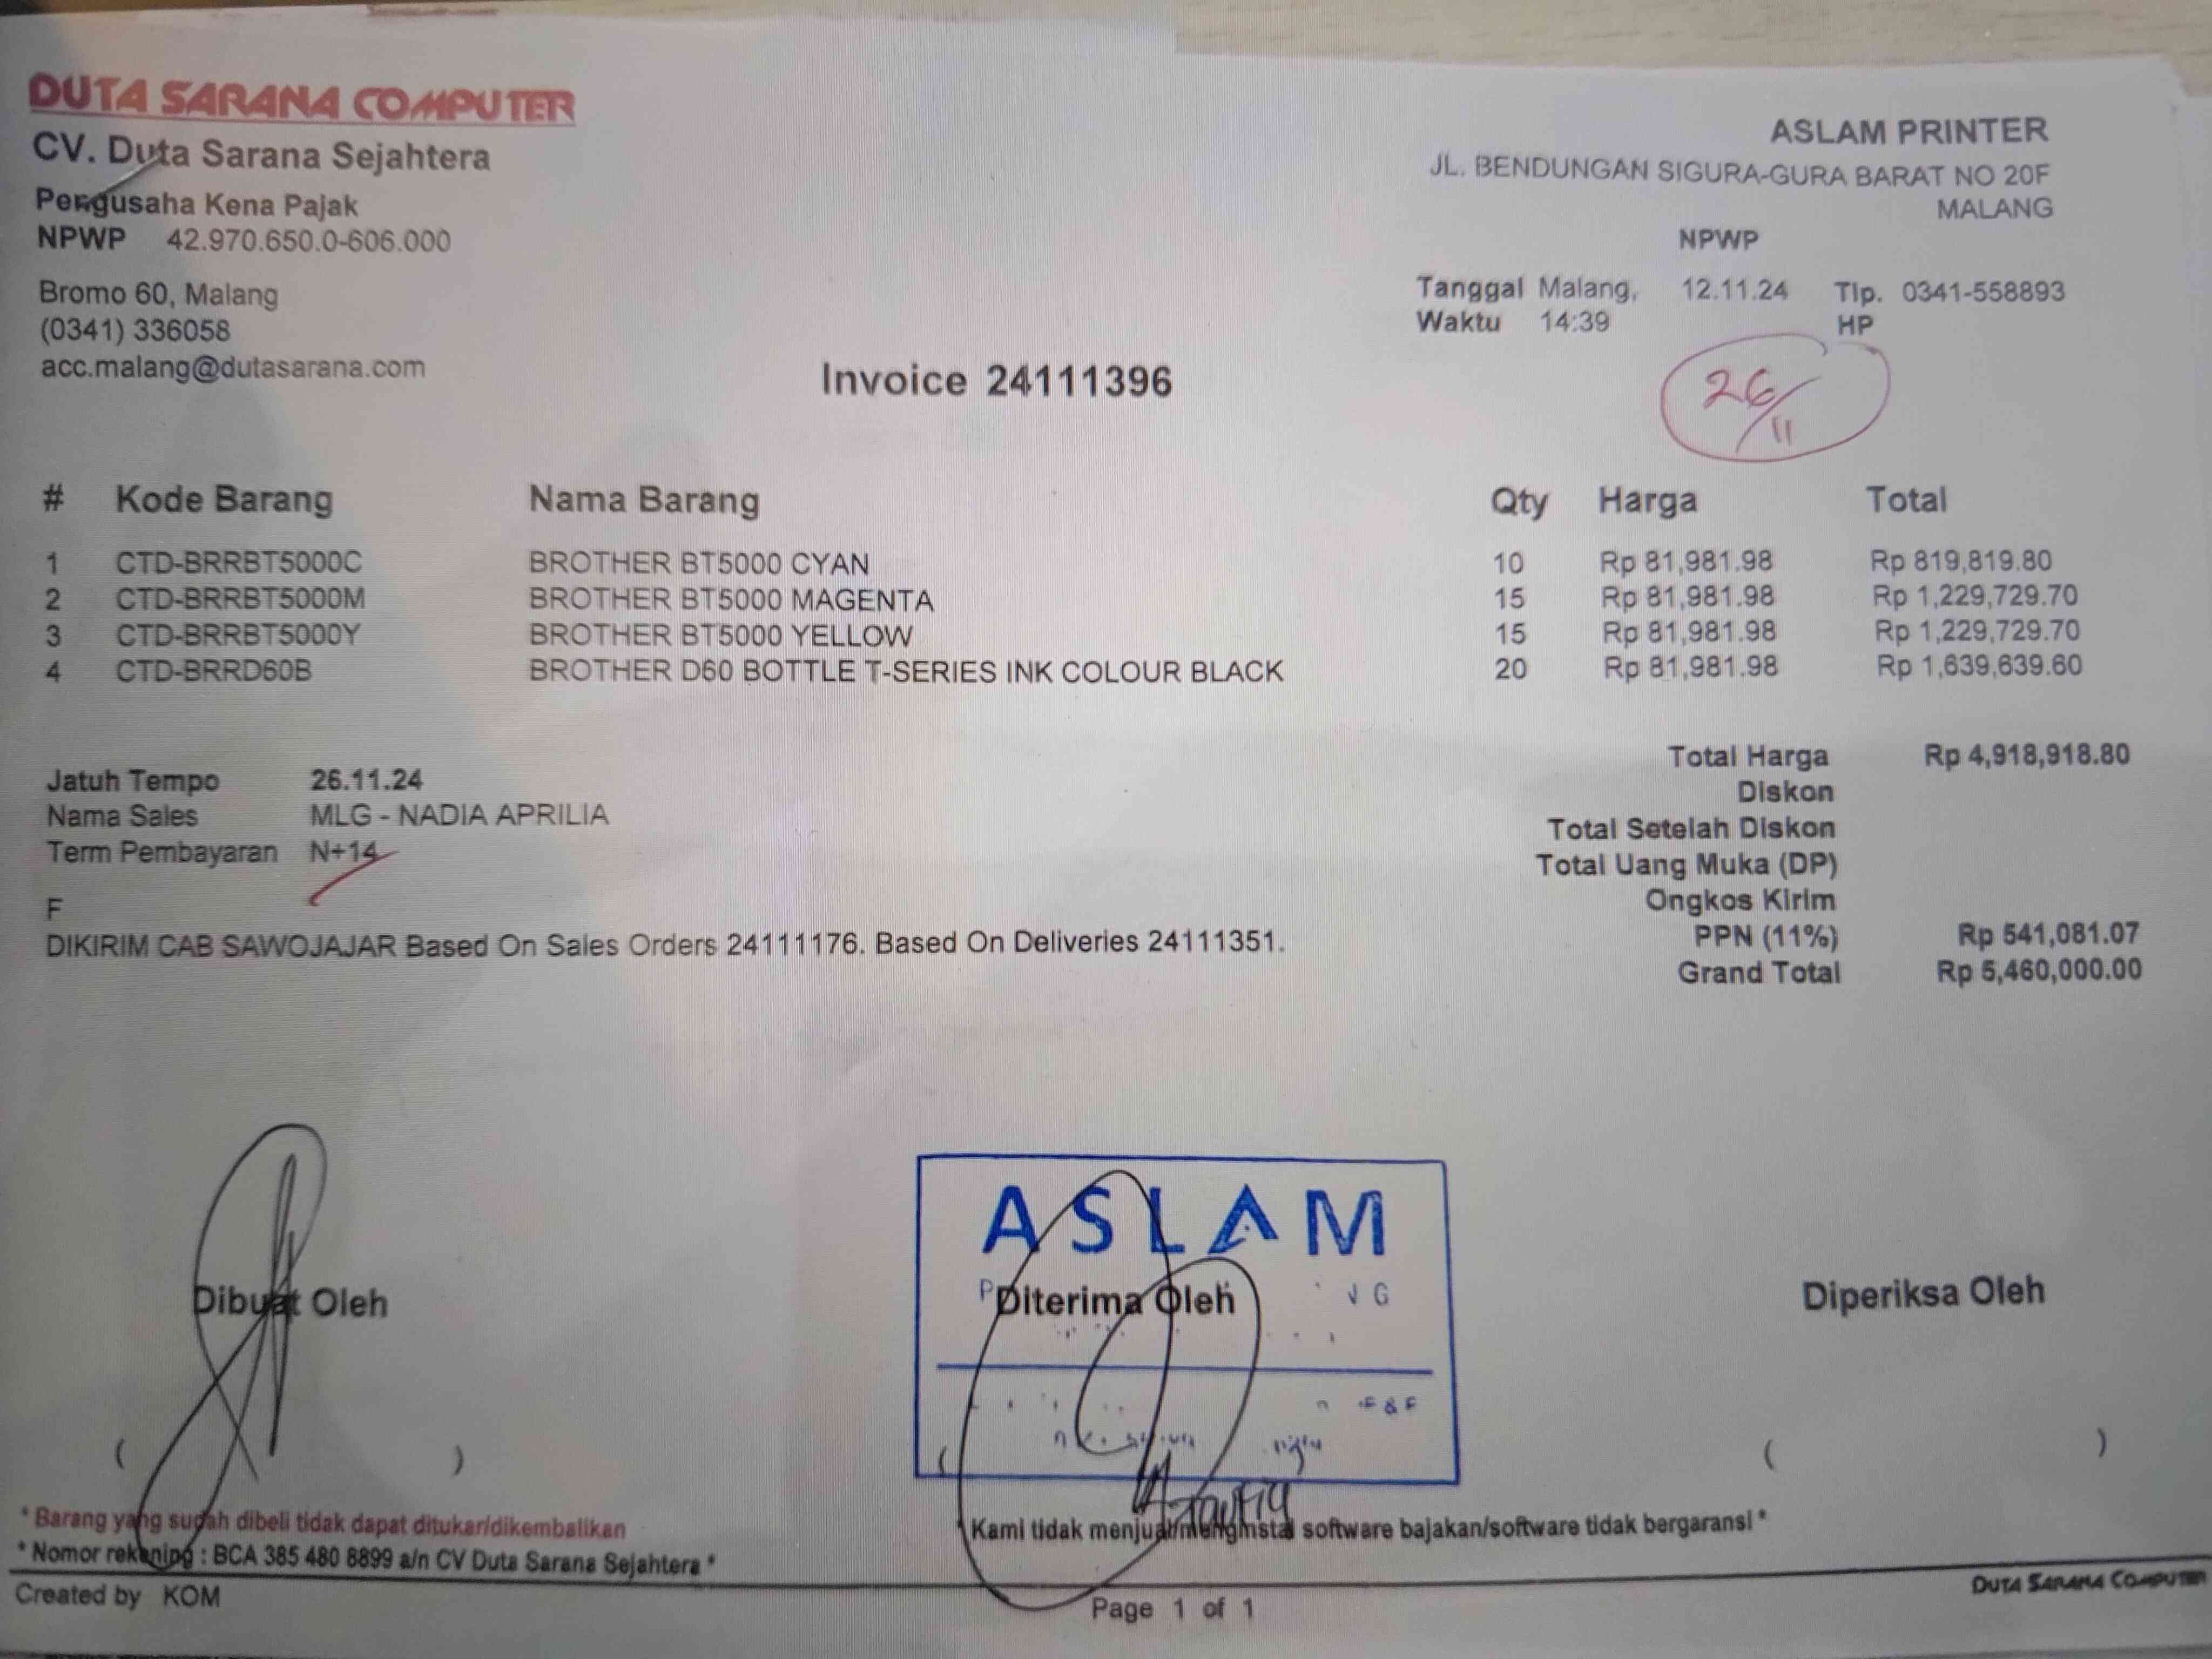 DUTA SARANA COMPUTER
CV. Duta Sarana Sejahtera
Pengusaha Kena Pajak
NPWP 42.970.650.0-606.000
Bromo 60, Malang
(0341) 336058
acc.malang@dutasarana.com
ASLAM PRINTER
JL. BENDUNGAN SIGURA-GURA BARAT NO 20F
MALANG
NPWP
Tanggal Malang, 12.11.24 Tlp. 0341-558893
Waktu 14:39 HP
26/11
Invoice 24111396
# Kode Barang Nama Barang Qty Harga Total
1 CTD-BRRBT5000C BROTHER BT5000 CYAN 10 Rp 81,981.98 Rp 819,819.80
2 CTD-BRRBT5000M BROTHER BT5000 MAGENTA 15 Rp 81,981.98 Rp 1,229,729.70
3 CTD-BRRBT5000Y BROTHER BT5000 YELLOW 15 Rp 81,981.98 Rp 1,229,729.70
4 CTD-BRRD60B BROTHER D60 BOTTLE T-SERIES INK COLOUR BLACK 20 Rp 81,981.98 Rp 1,639,639.60
Jatuh Tempo 26.11.24
Nama Sales MLG - NADIA APRILIA
Term Pembayaran N+14
F
DIKIRIM CAB SAWOJAJAR Based On Sales Orders 24111176. Based On Deliveries 24111351.
Total Harga Rp 4,918,918.80
Diskon
Total Setelah Diskon
Total Uang Muka (DP)
Ongkos Kirim
PPN (11%) Rp 541,081.07
Grand Total Rp 5,460,000.00
ASLAM
Dibuat Oleh Diterima Oleh Diperiksa Oleh
( ) ( ( )
* Barang yang sudah dibeli tidak dapat ditukar/dikembalikan
* Kami tidak menjual/menginstal software bajakan/software tidak bergaransi *
* Nomor rekening : BCA 385 480 8899 a/n CV Duta Sarana Sejahtera *
DUTA SARANA COMPUTER
Created by KOM
Page 1 of 1